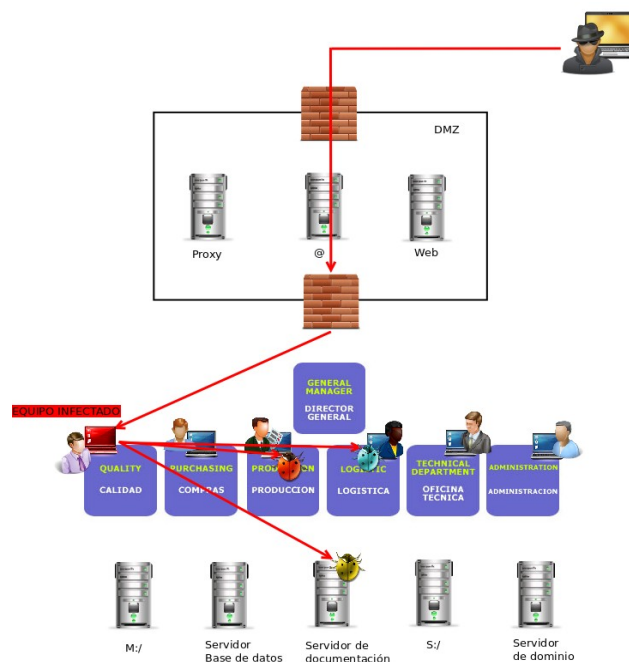 DMZ
Proxy
@
Web
GENERAL
MANAGER
DIRECTOR
GENERAL
EQUIPO INFECTADO
QUALITY
CALIDAD
PURCHASING
COMPRAS
PRODUCTION
PRODUCCION
LOGISTIC
LOGISTICA
TECHNICAL
DEPARTMENT
OFICINA
TECNICA
ADMINISTRATION
ADMINISTRACION
M:/
Servidor
Base de datos
Servidor de
documentación
S:/
Servidor
de dominio